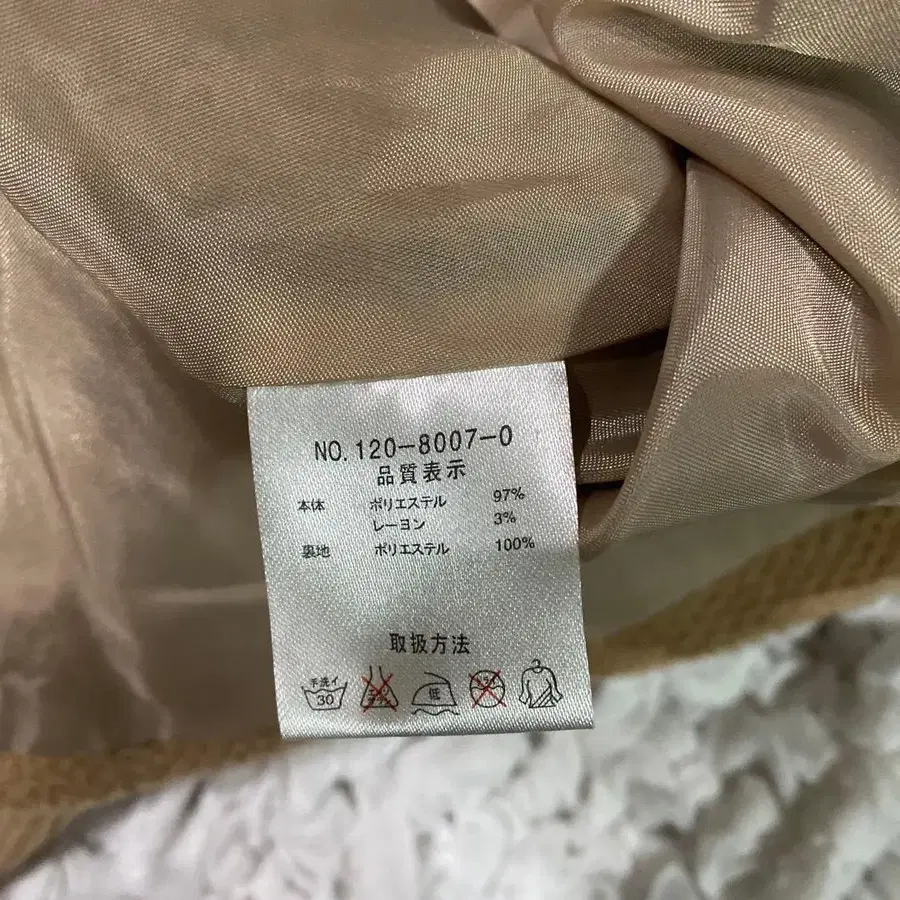 NO. 120-8007-0
品質表示
本体 ポリエステル 97%
レーヨン 3%
裏地 ポリエステル 100%
取扱方法
手洗イ 30 低